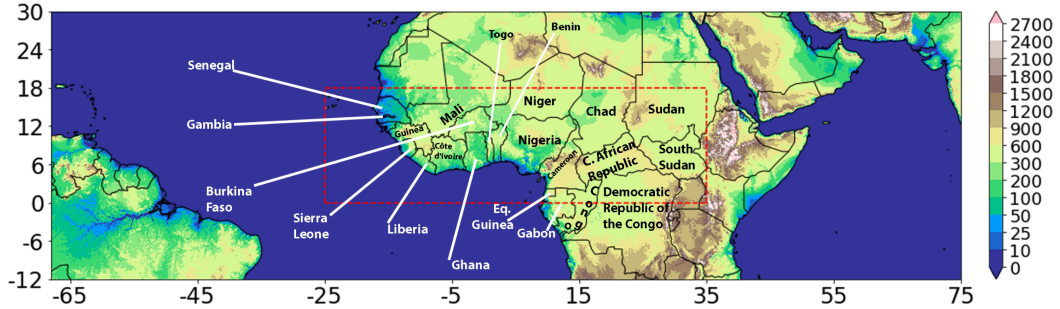 30
24
18
12
6
0
-6
-12
-65
-45
-25
-5
15
35
55
75
Togo
Benin
Senegal
Gambia
Mali
Niger
Chad
Sudan
Guinea
Côte
d'Ivoire
Nigeria
Cameroon
C. African
Republic
South
Sudan
Burkina
Faso
Sierra
Leone
Liberia
Ghana
Eq.
Guinea
Gabon
Congo
Democratic
Republic of
the Congo
2700
2400
2100
1800
1500
1200
900
600
300
200
100
50
25
10
0